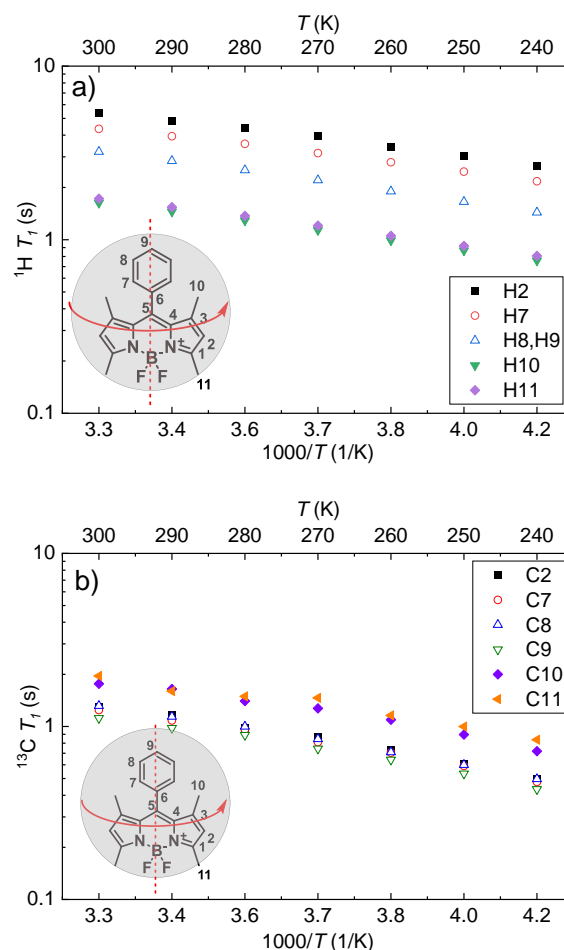 T (K)
300 290 280 270 260 250 240
a)
10
1
0.1
¹H T₁ (s)
9
8
7 10
6
5 4 3
N N⁺ 2
B 1
F F
11
H2
H7
H8,H9
H10
H11
3.3 3.4 3.6 3.7 3.8 4.0 4.2
1000/T (1/K)
T (K)
300 290 280 270 260 250 240
b)
10
1
0.1
¹³C T₁ (s)
C2
C7
C8
C9
C10
C11
9
8
7 10
6
5 4 3
N N⁺ 2
B 1
F F
11
3.3 3.4 3.6 3.7 3.8 4.0 4.2
1000/T (1/K)